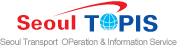 Seoul TOPIS
Seoul Transport OPeration & Information Service